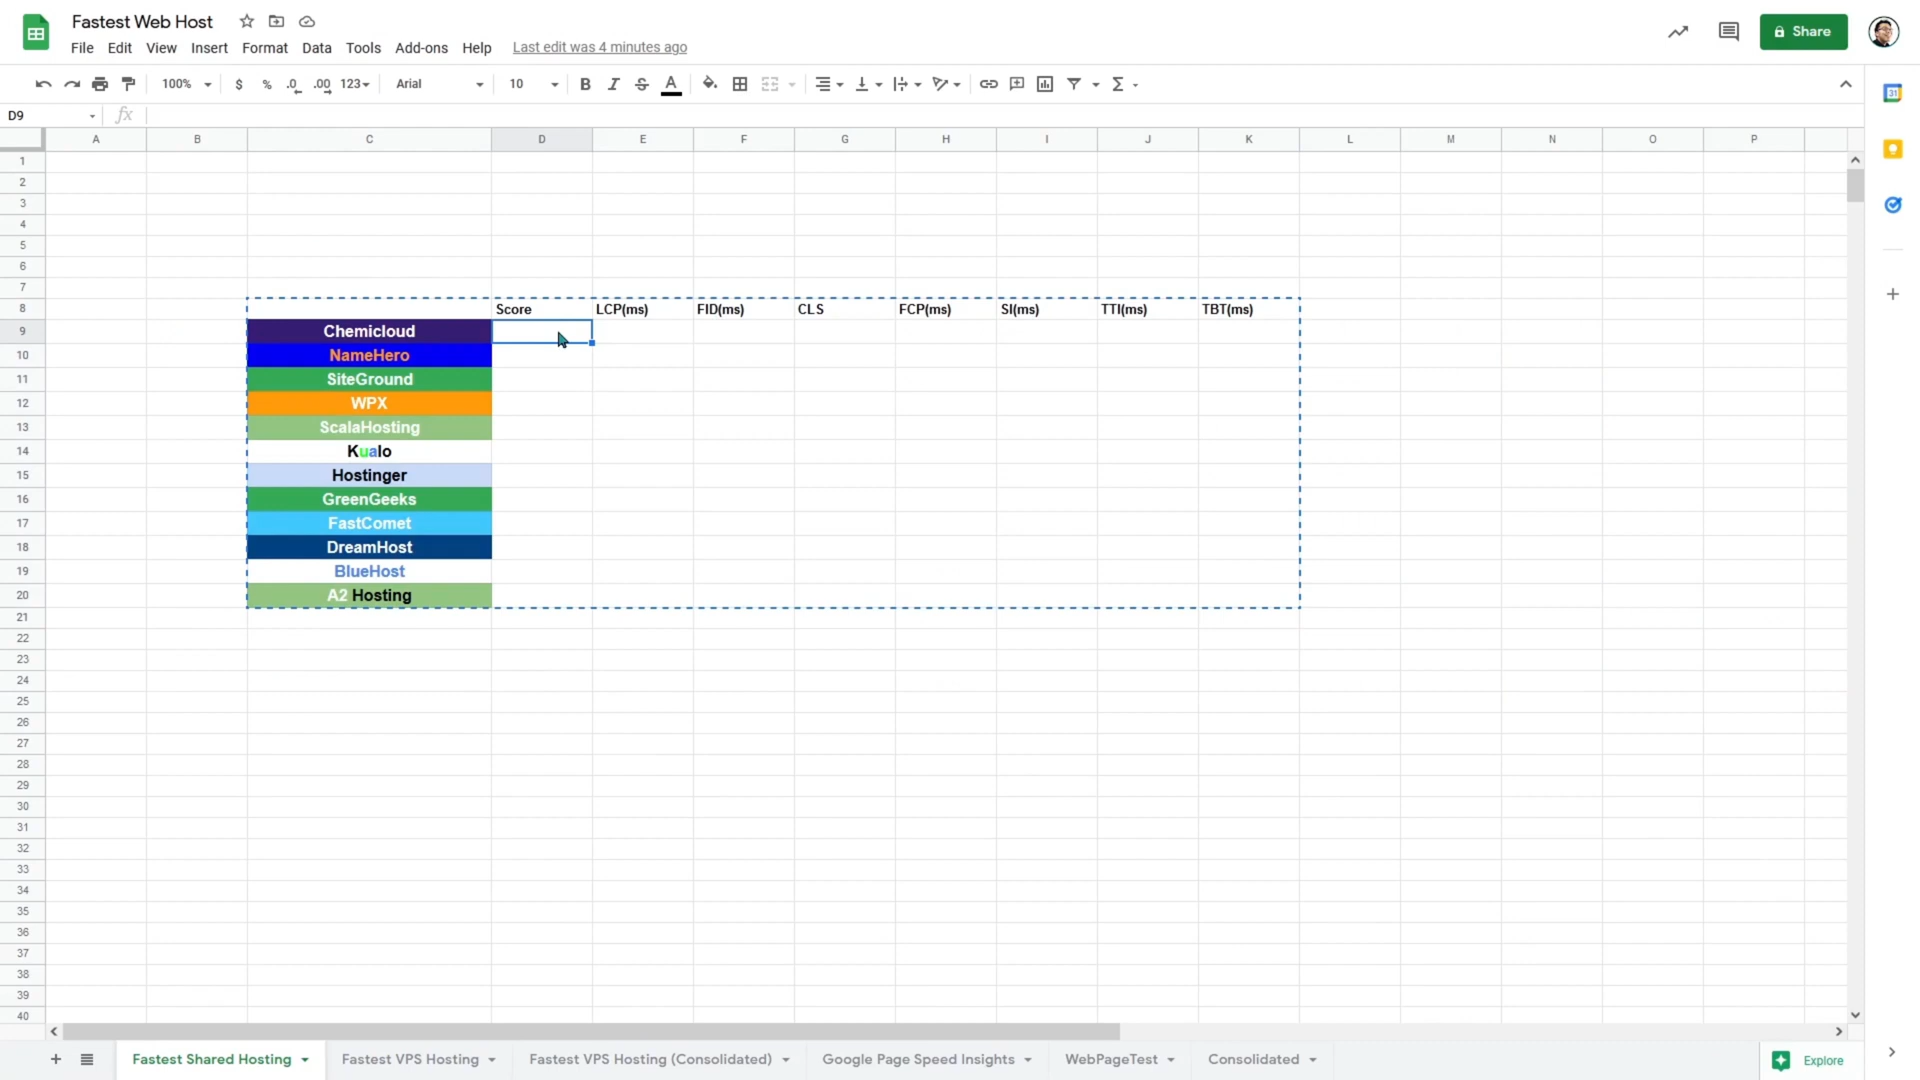 Fastest Web Host
File Edit View Insert Format Data Tools Add-ons Help Last edit was 4 minutes ago
Share
100% $ % .0 .00 123 Arial 10 B I S A
D9 fx
A B C D E F G H I J K L M N O P
1
2
3
4
5
6
7
8 Score LCP(ms) FID(ms) CLS FCP(ms) SI(ms) TTI(ms) TBT(ms)
9 Chemicloud
10 NameHero
11 SiteGround
12 WPX
13 ScalaHosting
14 Kualo
15 Hostinger
16 GreenGeeks
17 FastComet
18 DreamHost
19 BlueHost
20 A2 Hosting
21
22
23
24
25
26
27
28
29
30
31
32
33
34
35
36
37
38
39
40
Fastest Shared Hosting Fastest VPS Hosting Fastest VPS Hosting (Consolidated) Google Page Speed Insights WebPageTest Consolidated Explore